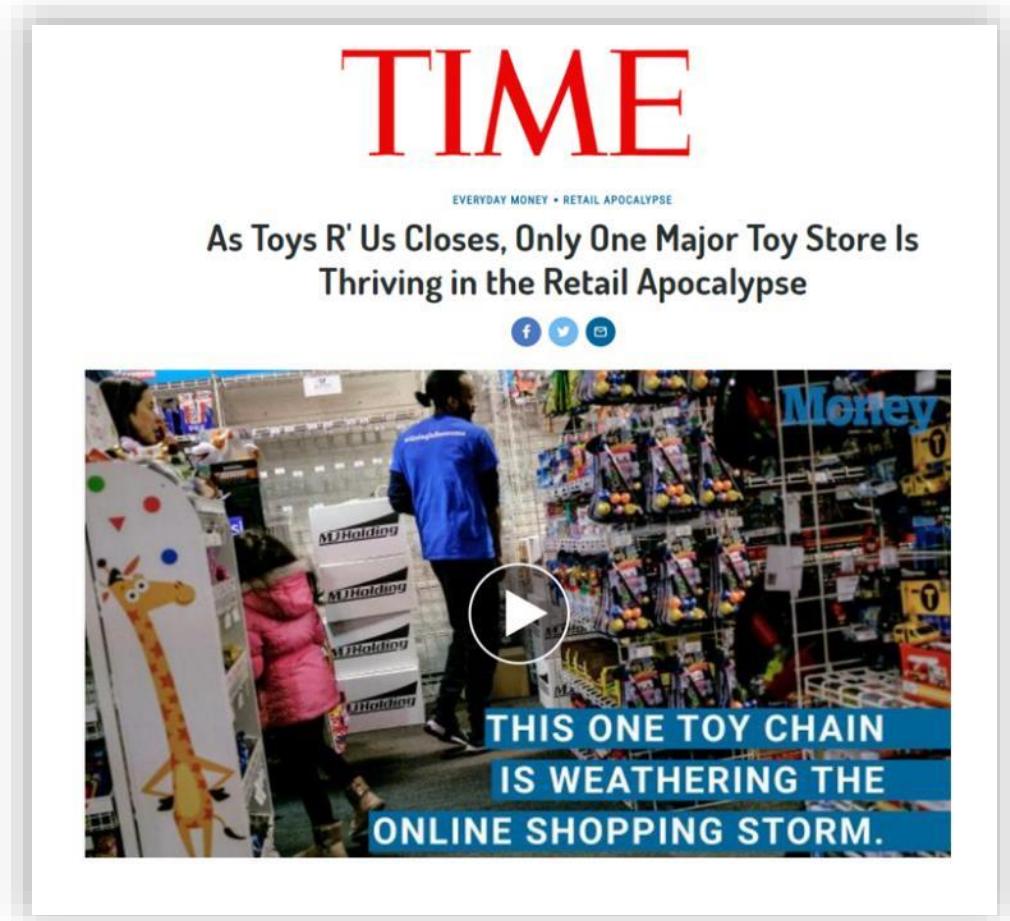 TIME
EVERYDAY MONEY • RETAIL APOCALYPSE
As Toys R' Us Closes, Only One Major Toy Store Is
Thriving in the Retail Apocalypse
Money
MJHolding
MJHolding
MJHolding
MJHolding
T
T
THIS ONE TOY CHAIN
IS WEATHERING THE
ONLINE SHOPPING STORM.